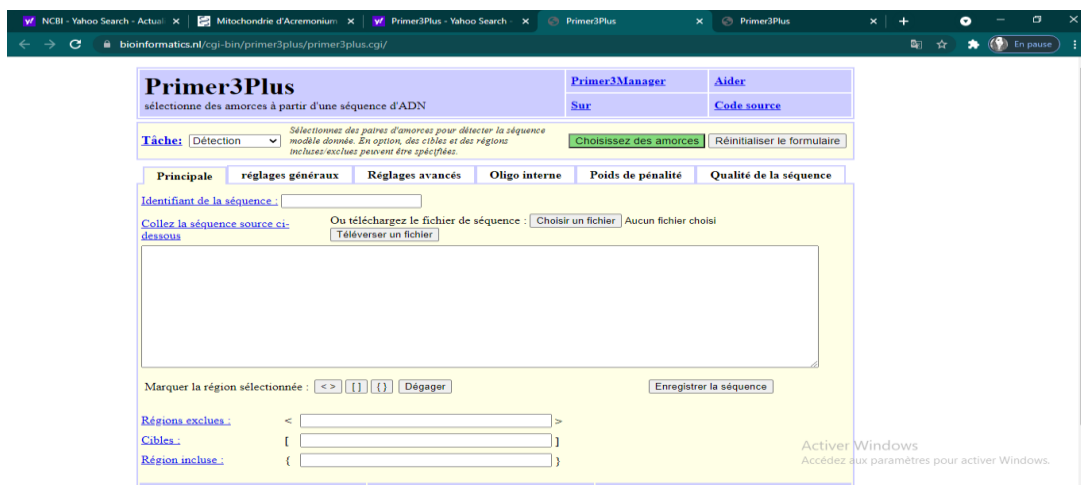 NCBI - Yahoo Search - Actuali
Mitochondrie d'Acremonium
Primer3Plus - Yahoo Search -
Primer3Plus
Primer3Plus
bioinformatics.nl/cgi-bin/primer3plus/primer3plus.cgi/
En pause
Primer3Plus
sélectionne des amorces à partir d'une séquence d'ADN
Primer3Manager
Aider
Sur
Code source
Tâche: Détection
Sélectionnez des paires d'amorces pour détecter la séquence
modèle donnée. En option, des cibles et des régions
incluses/exclues peuvent être spécifiées.
Choisissez des amorces
Réinitialiser le formulaire
Principale
réglages généraux
Réglages avancés
Oligo interne
Poids de pénalité
Qualité de la séquence
Identifiant de la séquence :
Collez la séquence source ci-
dessous
Ou téléchargez le fichier de séquence : Choisir un fichier Aucun fichier choisi
Téléverser un fichier
Marquer la région sélectionnée : < > [ ] { } Dégager
Enregistrer la séquence
Régions exclues : < >
Cibles : [ ]
Région incluse : { }
Activer Windows
Accédez aux paramètres pour activer Windows.